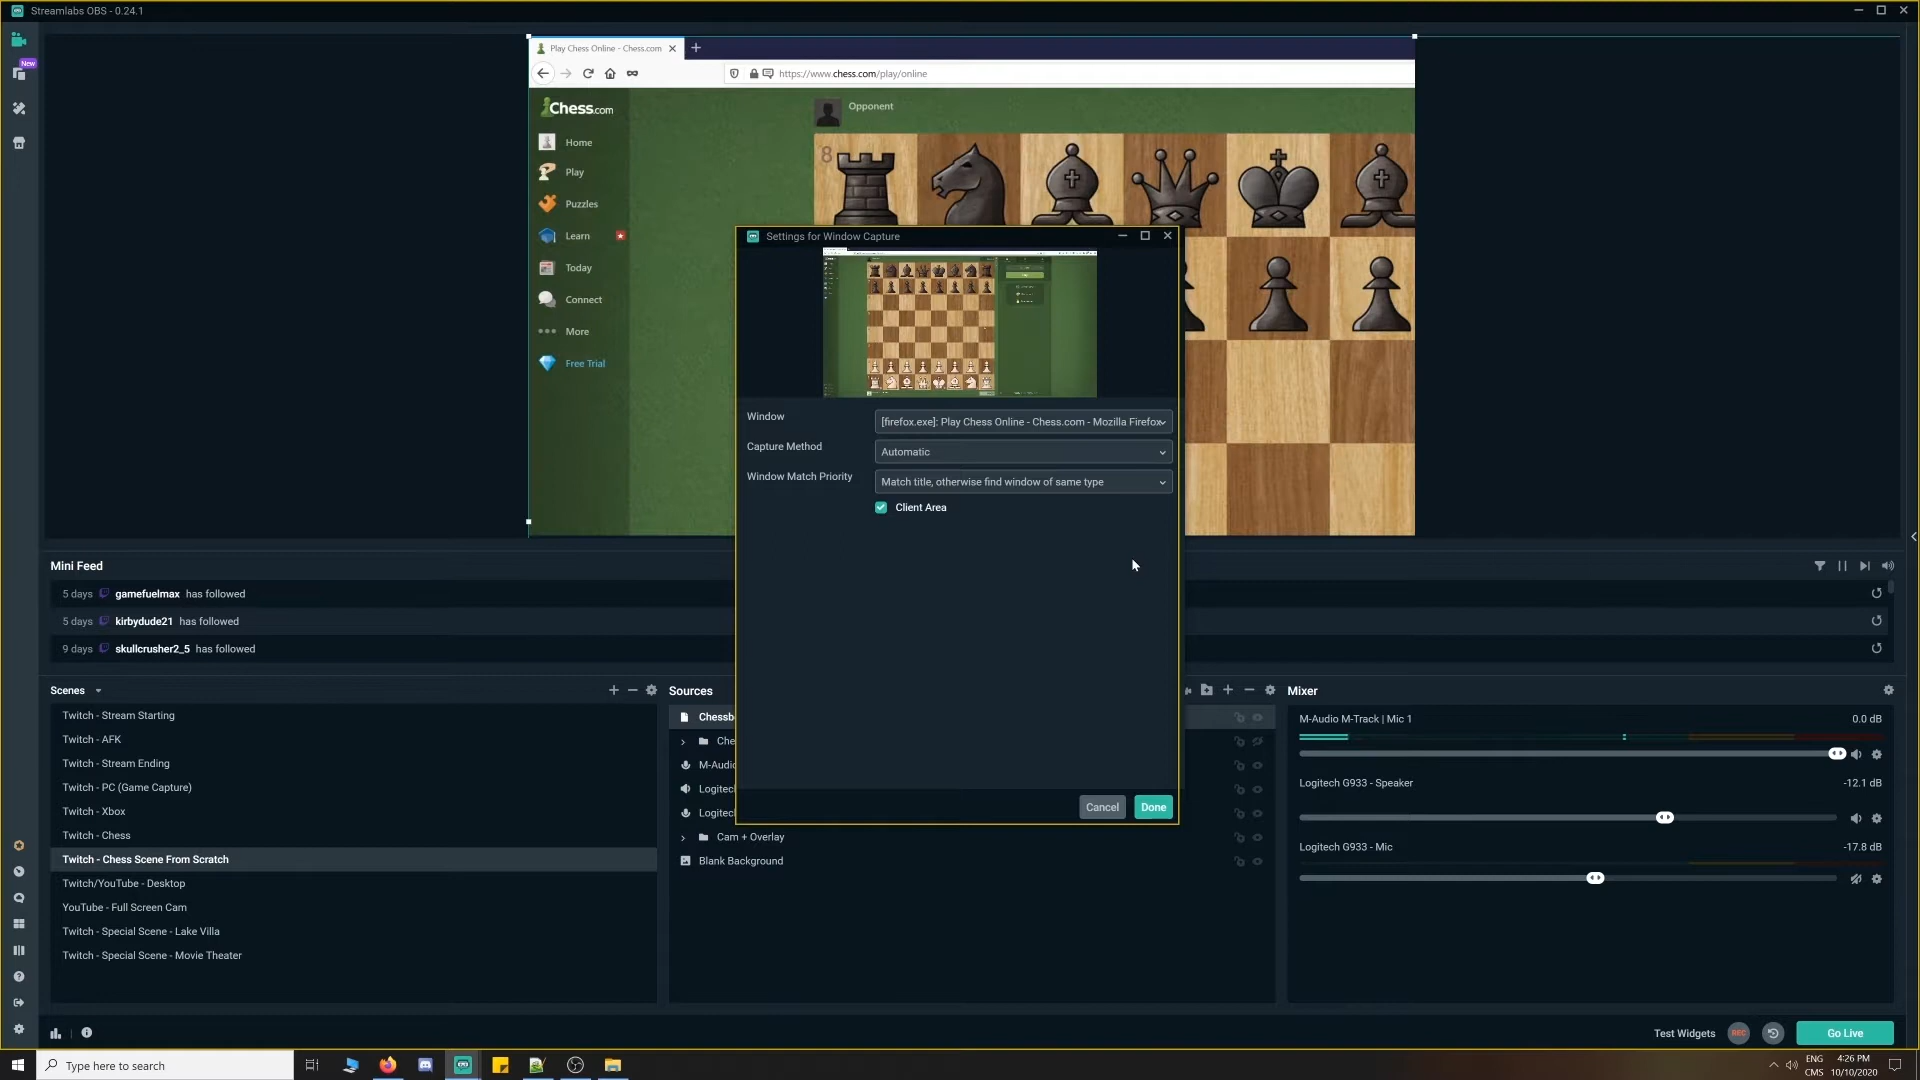 Streamlabs OBS - 0.24.1
New
Play Chess Online - Chess.com
https://www.chess.com/play/online
Chess.com
Home
Play
Puzzles
Learn
Today
Connect
More
Free Trial
Opponent
8
Settings for Window Capture
Window
[firefox.exe]: Play Chess Online - Chess.com - Mozilla Firefox
Capture Method
Automatic
Window Match Priority
Match title, otherwise find window of same type
Client Area
Cancel
Done
Mini Feed
5 days gamefuelmax has followed
5 days kirbydude21 has followed
9 days skullcrusher2_5 has followed
Scenes
Twitch - Stream Starting
Twitch - AFK
Twitch - Stream Ending
Twitch - PC (Game Capture)
Twitch - Xbox
Twitch - Chess
Twitch - Chess Scene From Scratch
Twitch/YouTube - Desktop
YouTube - Full Screen Cam
Twitch - Special Scene - Lake Villa
Twitch - Special Scene - Movie Theater
Sources
Chessb
Che
M-Audio
Logitec
Logitec
Cam + Overlay
Blank Background
Mixer
M-Audio M-Track | Mic 1
0.0 dB
Logitech G933 - Speaker
-12.1 dB
Logitech G933 - Mic
-17.8 dB
Test Widgets
REC
Go Live
Type here to search
ENG
CMS
4:26 PM
10/10/2020